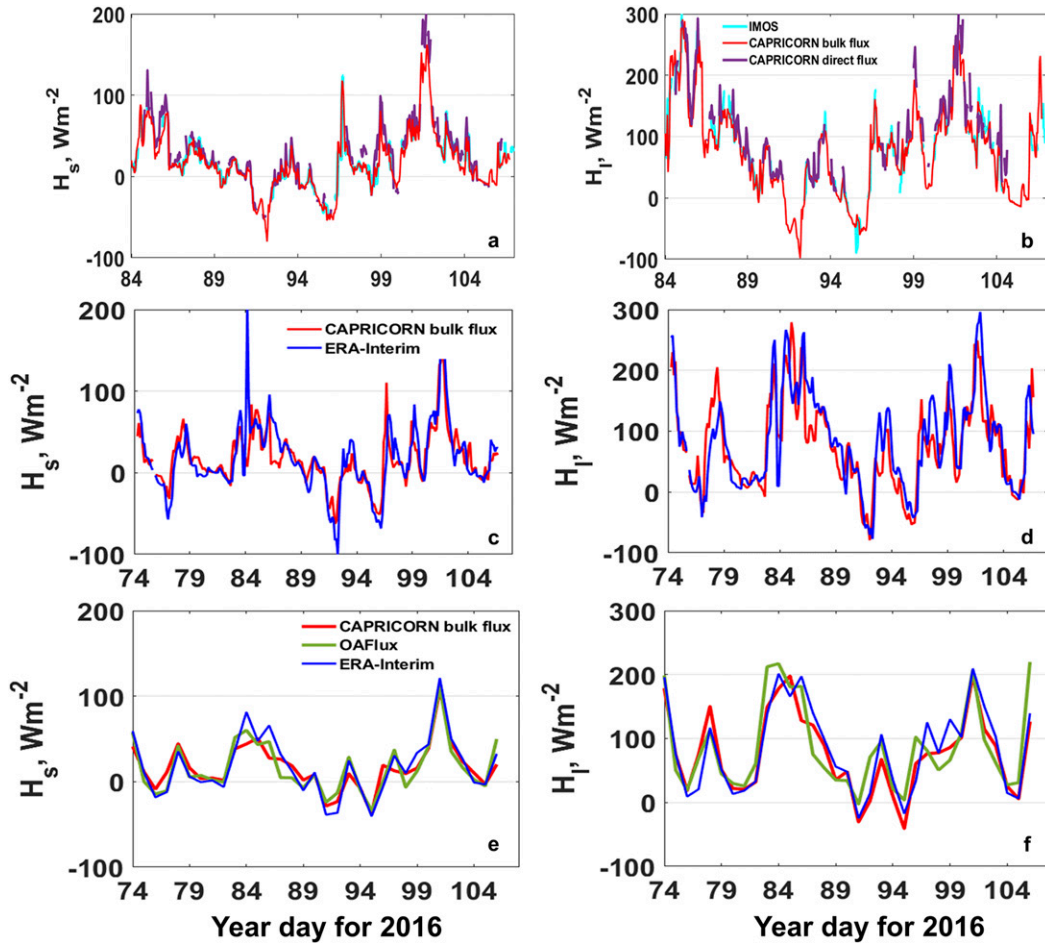 200
100
0
-100
H_s, Wm^-2
84
89
94
99
104
a
300
200
100
0
-100
H_l, Wm^-2
IMOS
CAPRICORN bulk flux
CAPRICORN direct flux
84
89
94
99
104
b
200
100
0
-100
H_s, Wm^-2
CAPRICORN bulk flux
ERA-Interim
74
79
84
89
94
99
104
c
300
200
100
0
-100
H_l, Wm^-2
74
79
84
89
94
99
104
d
200
100
0
-100
H_s, Wm^-2
CAPRICORN bulk flux
OAFlux
ERA-Interim
74
79
84
89
94
99
104
e
Year day for 2016
300
200
100
0
-100
H_l, Wm^-2
74
79
84
89
94
99
104
f
Year day for 2016